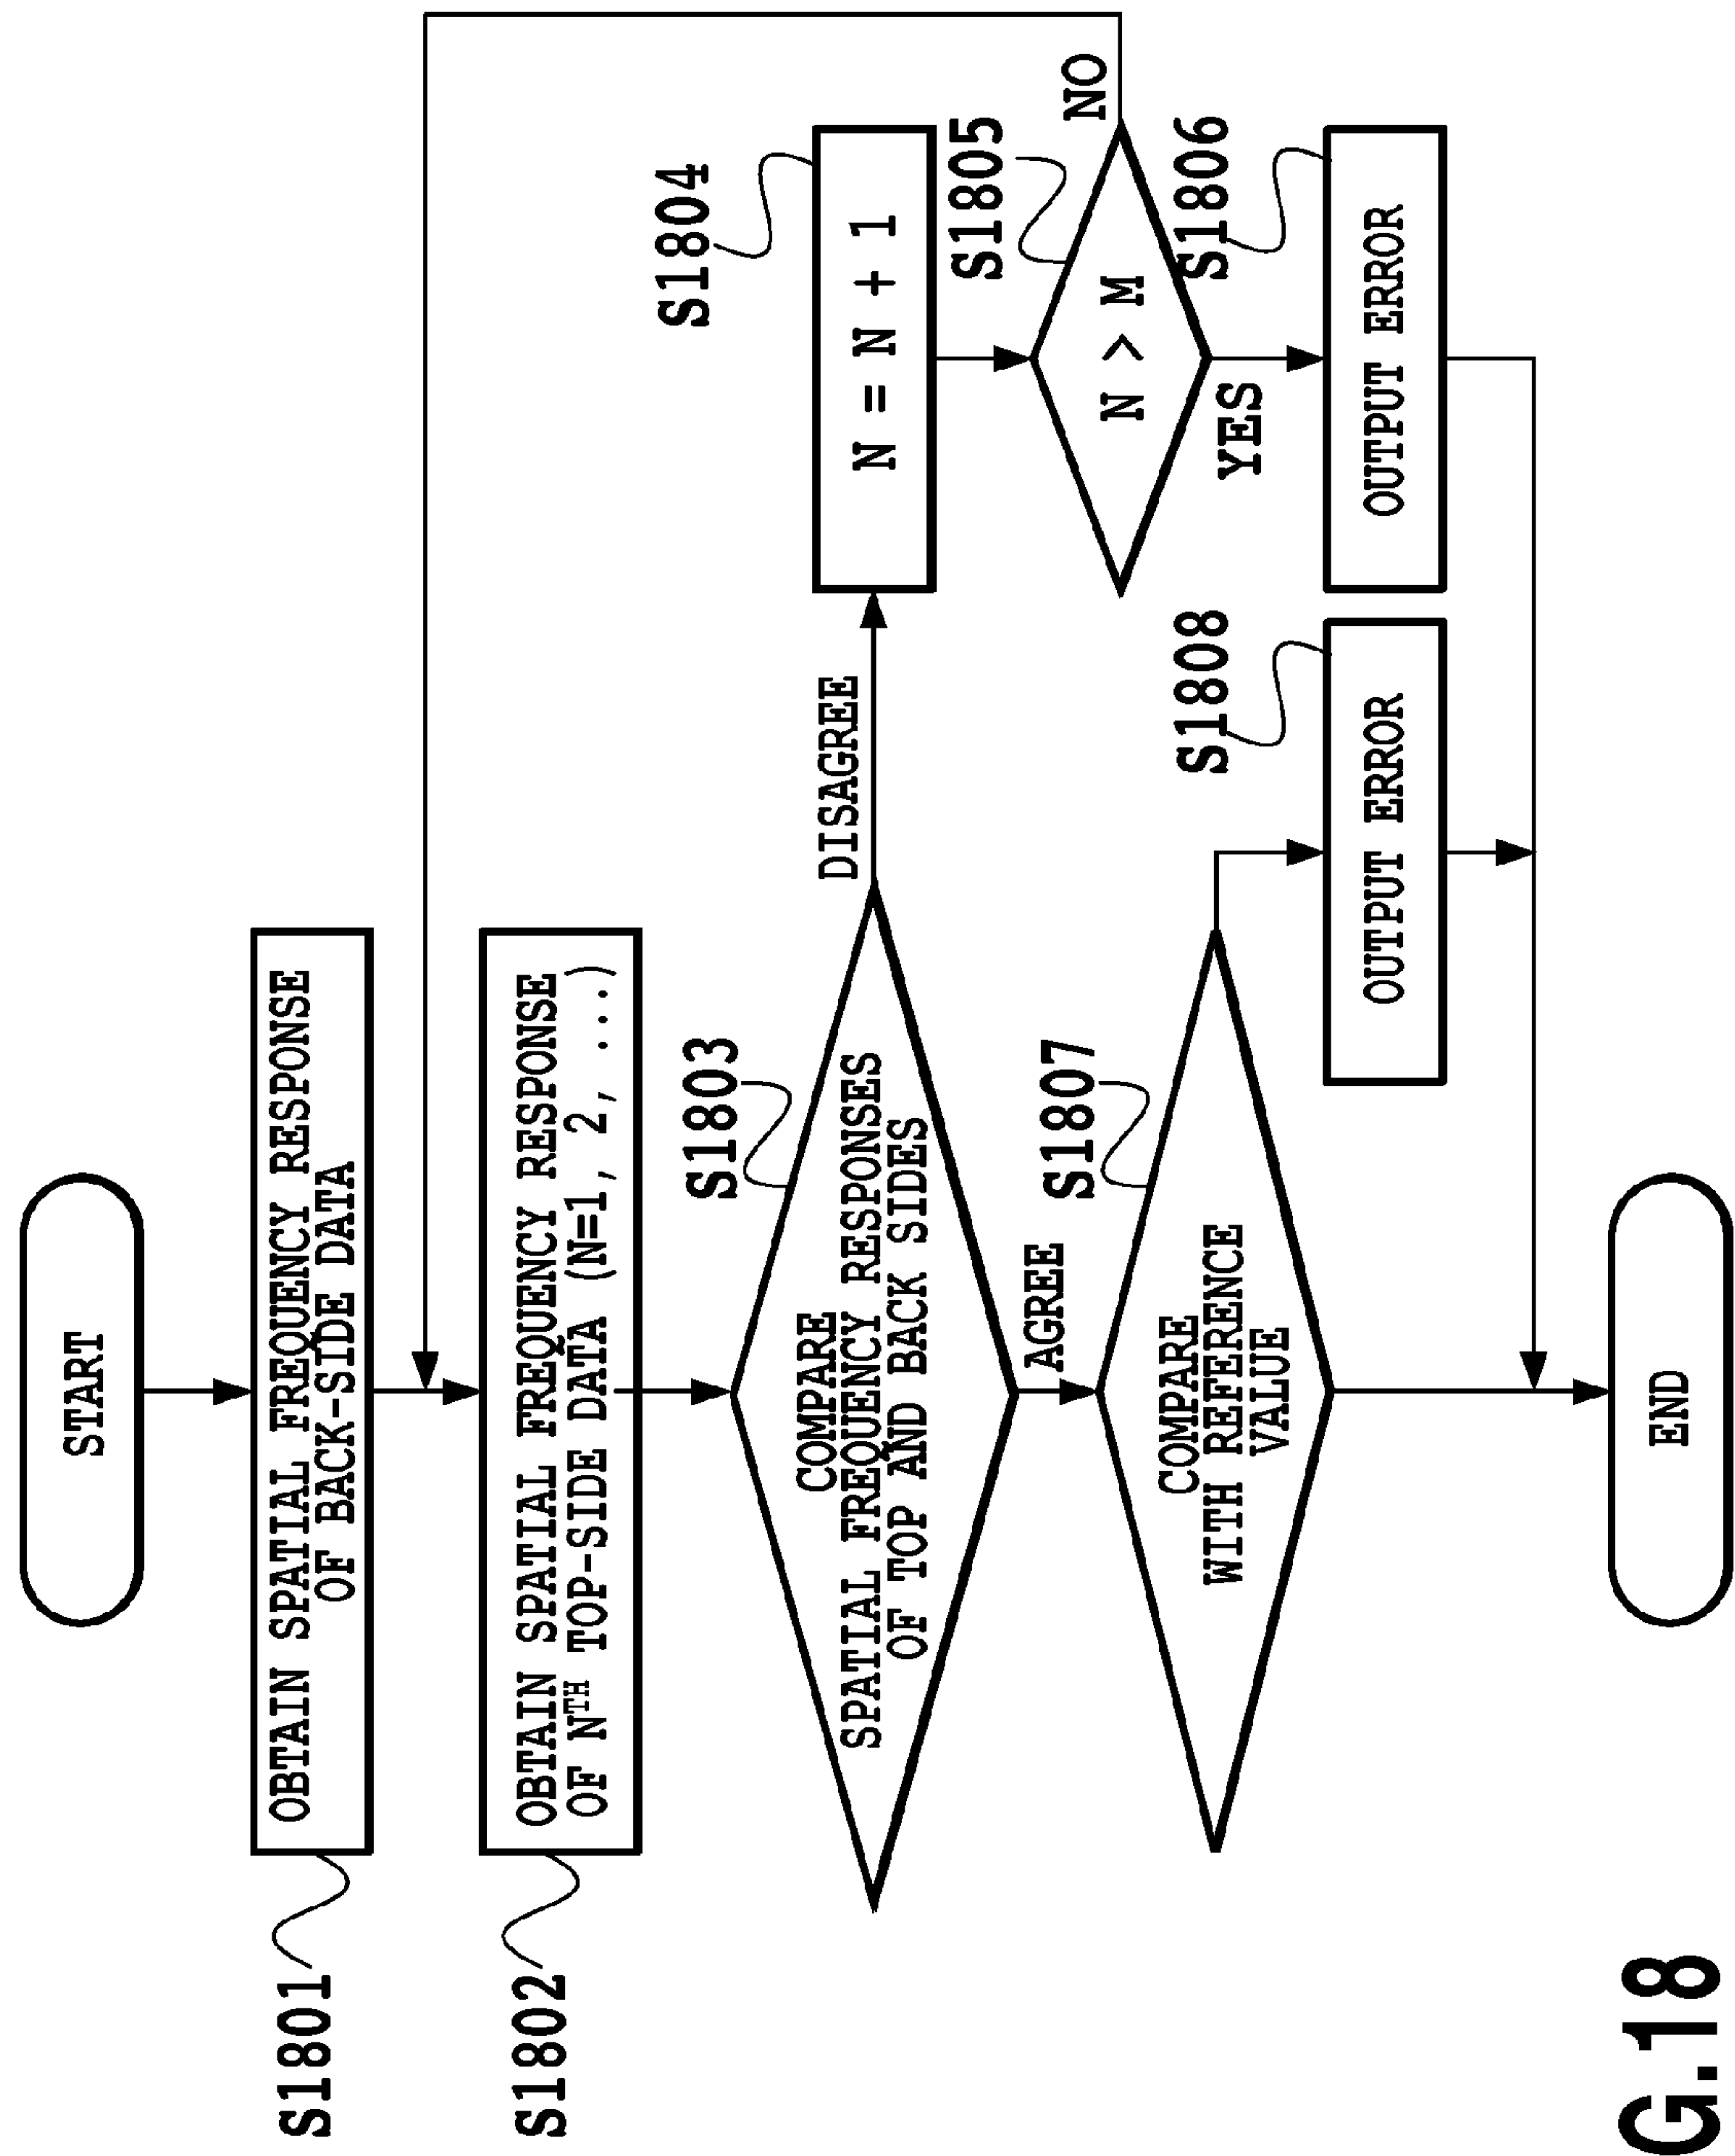 START
S1801
OBTAIN SPATIAL FREQUENCY RESPONSE
OF BACK-SIDE DATA
S1802
OBTAIN SPATIAL FREQUENCY RESPONSE
OF NTH TOP-SIDE DATA (N=1, 2, ...)
S1803
COMPARE
SPATIAL FREQUENCY RESPONSES
OF TOP AND BACK SIDES
DISAGREE
S1804
N = N + 1
AGREE
S1805
N > M
NO
YES
S1807
COMPARE
WITH REFERENCE
VALUE
S1808
OUTPUT ERROR
S1806
OUTPUT ERROR
END
G.18